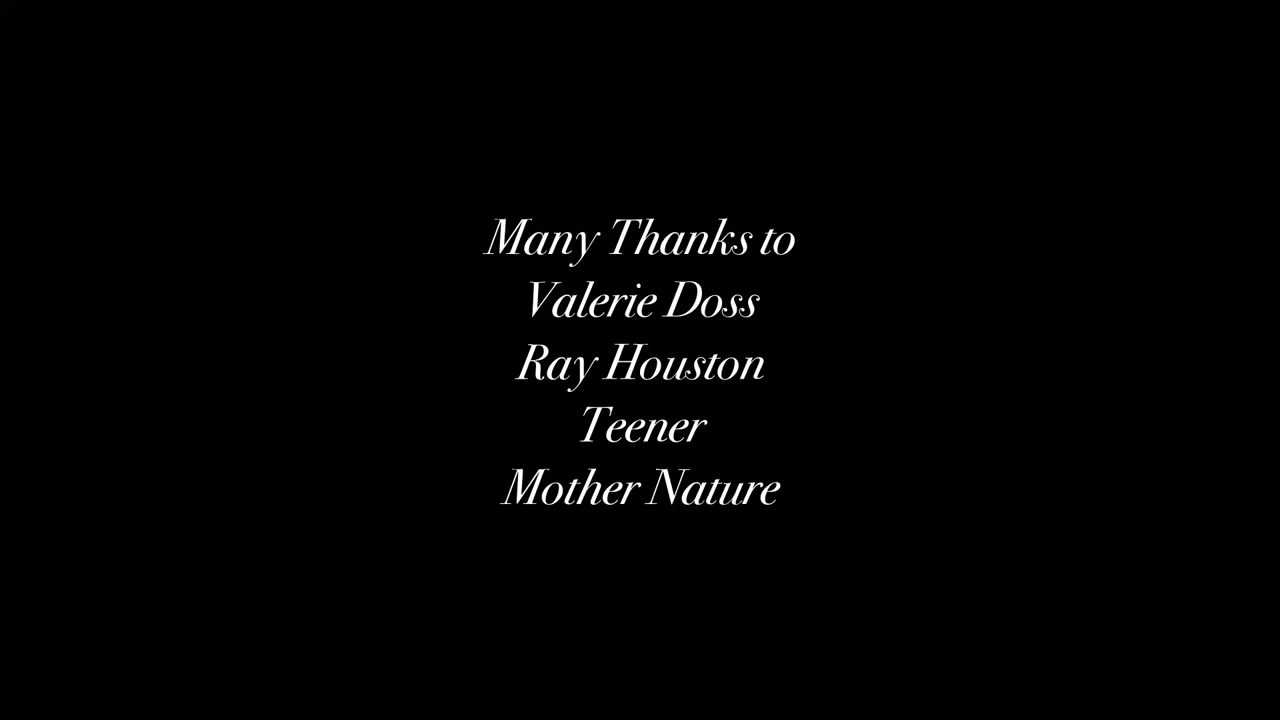 Many Thanks to
Valerie Doss
Ray Houston
Teener
Mother Nature